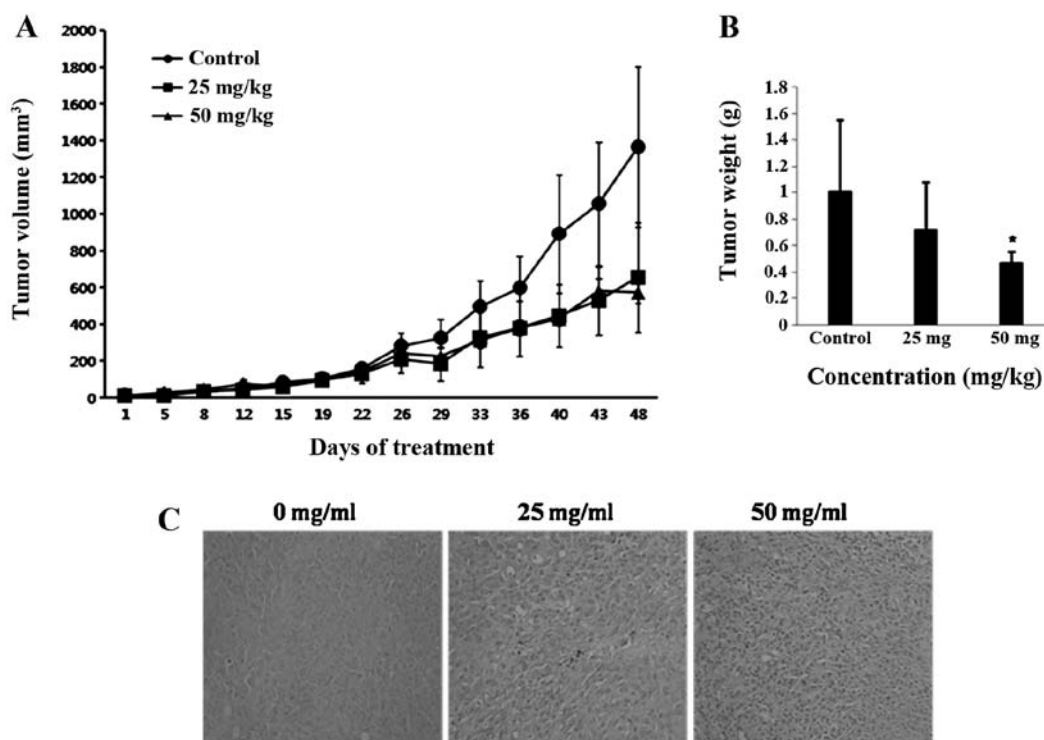 A
2000
1800
1600
1400
1200
1000
800
600
400
200
0
Tumor volume (mm³)
Control
25 mg/kg
50 mg/kg
1 5 8 12 15 19 22 26 29 33 36 40 43 48
Days of treatment
B
1.8
1.6
1.4
1.2
1
0.8
0.6
0.4
0.2
0
Tumor weight (g)
*
Control 25 mg 50 mg
Concentration (mg/kg)
C
0 mg/ml 25 mg/ml 50 mg/ml